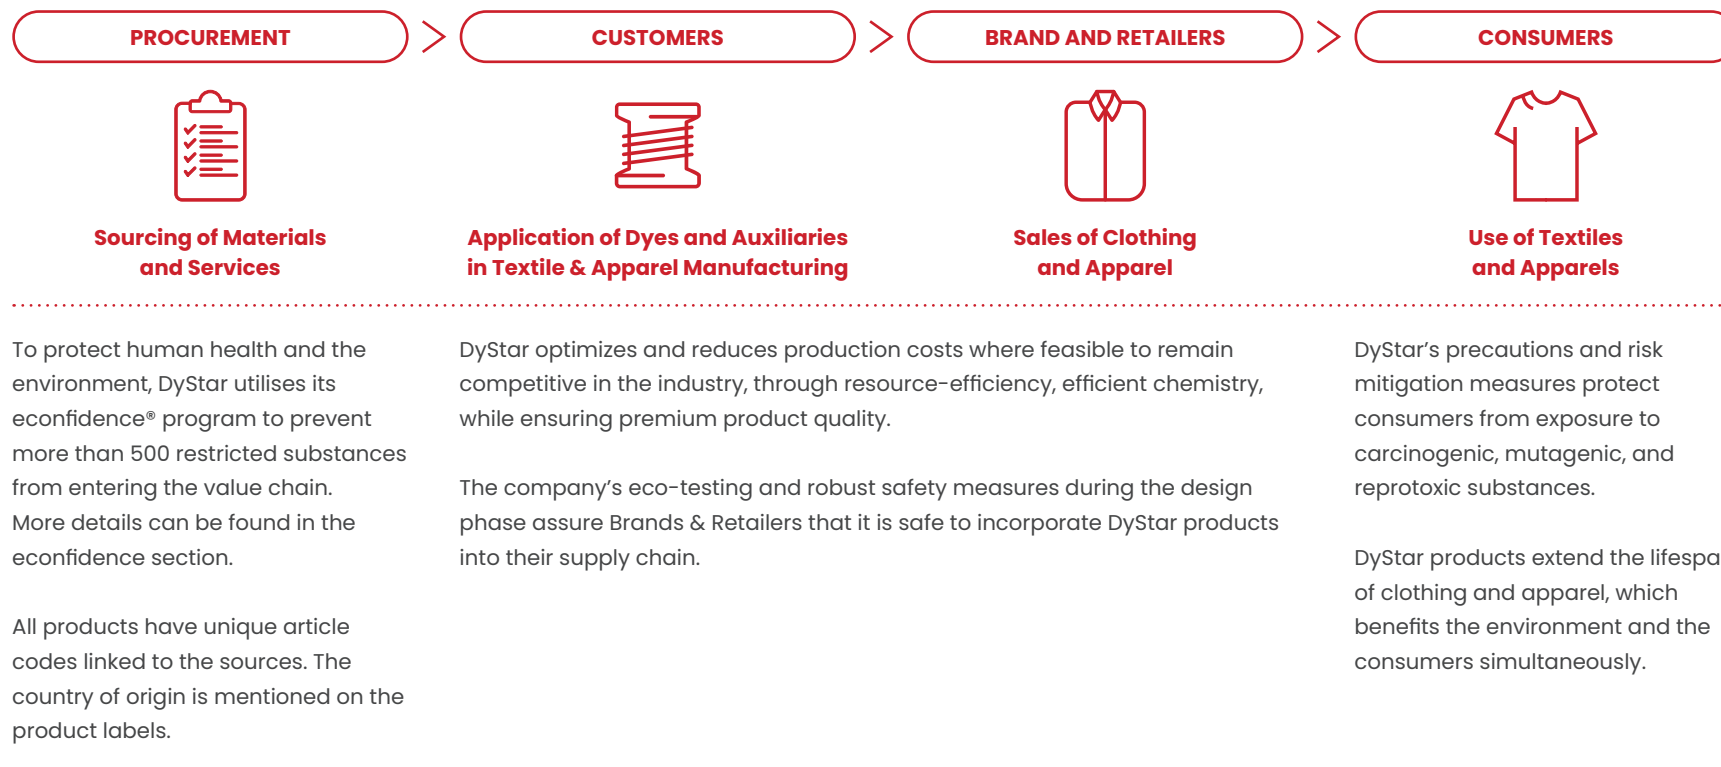 PROCUREMENT
CUSTOMERS
BRAND AND RETAILERS
CONSUMERS
Sourcing of Materials
and Services
Application of Dyes and Auxiliaries
in Textile & Apparel Manufacturing
Sales of Clothing
and Apparel
Use of Textiles
and Apparels
To protect human health and the
environment, DyStar utilises its
econfidence® program to prevent
more than 500 restricted substances
from entering the value chain.
More details can be found in the
econfidence section.
All products have unique article
codes linked to the sources. The
country of origin is mentioned on the
product labels.
DyStar optimizes and reduces production costs where feasible to remain
competitive in the industry, through resource-efficiency, efficient chemistry,
while ensuring premium product quality.
The company's eco-testing and robust safety measures during the design
phase assure Brands & Retailers that it is safe to incorporate DyStar products
into their supply chain.
DyStar's precautions and risk
mitigation measures protect
consumers from exposure to
carcinogenic, mutagenic, and
reprotoxic substances.
DyStar products extend the lifespa
of clothing and apparel, which
benefits the environment and the
consumers simultaneously.